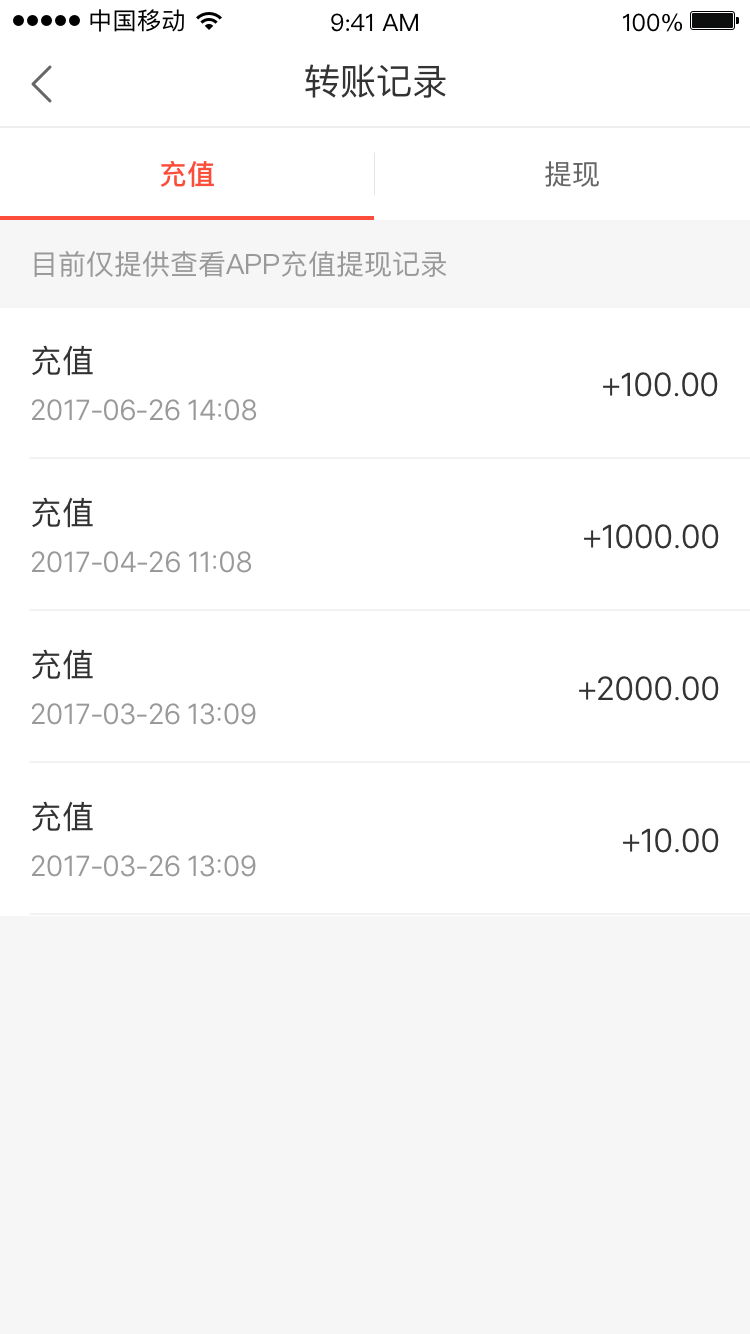 中国移动 9:41 AM 100%
转账记录
充值 提现
目前仅提供查看APP充值提现记录
充值
2017-06-26 14:08
+100.00
充值
2017-04-26 11:08
+1000.00
充值
2017-03-26 13:09
+2000.00
充值
2017-03-26 13:09
+10.00